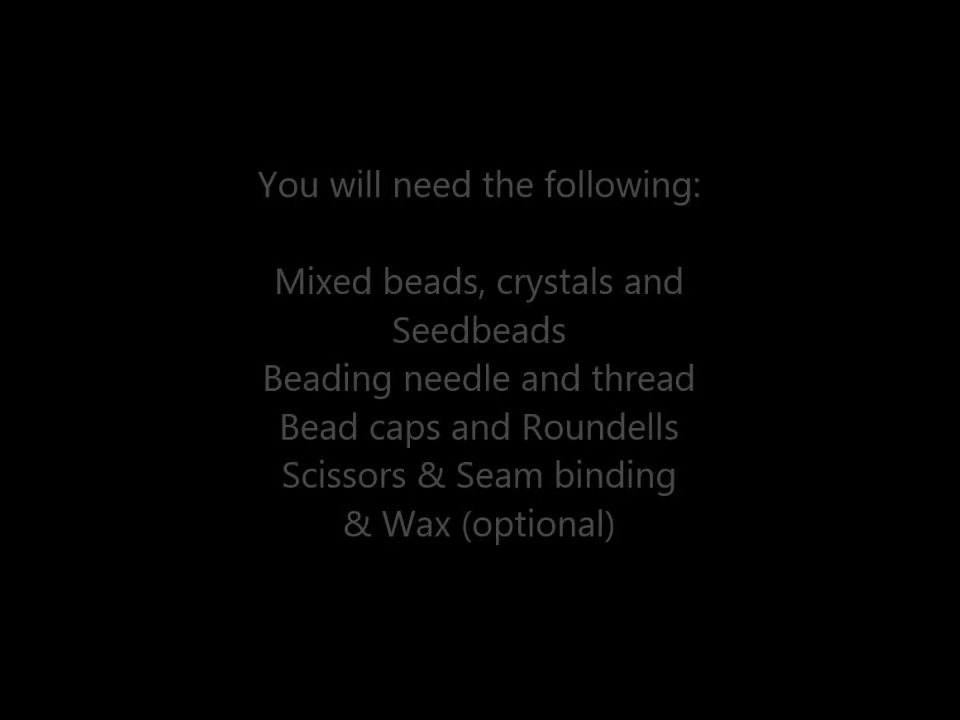 You will need the following:
Mixed beads, crystals and
Seedbeads
Beading needle and thread
Bead caps and Roundells
Scissors & Seam binding
& Wax (optional)